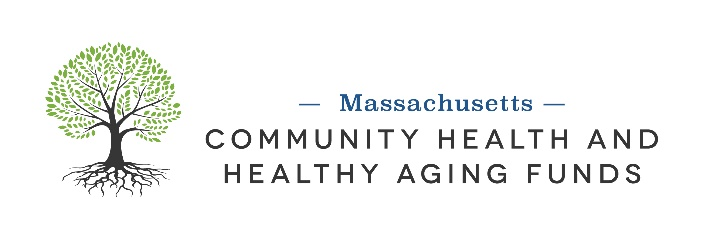 — Massachusetts —
COMMUNITY HEALTH AND
HEALTHY AGING FUNDS